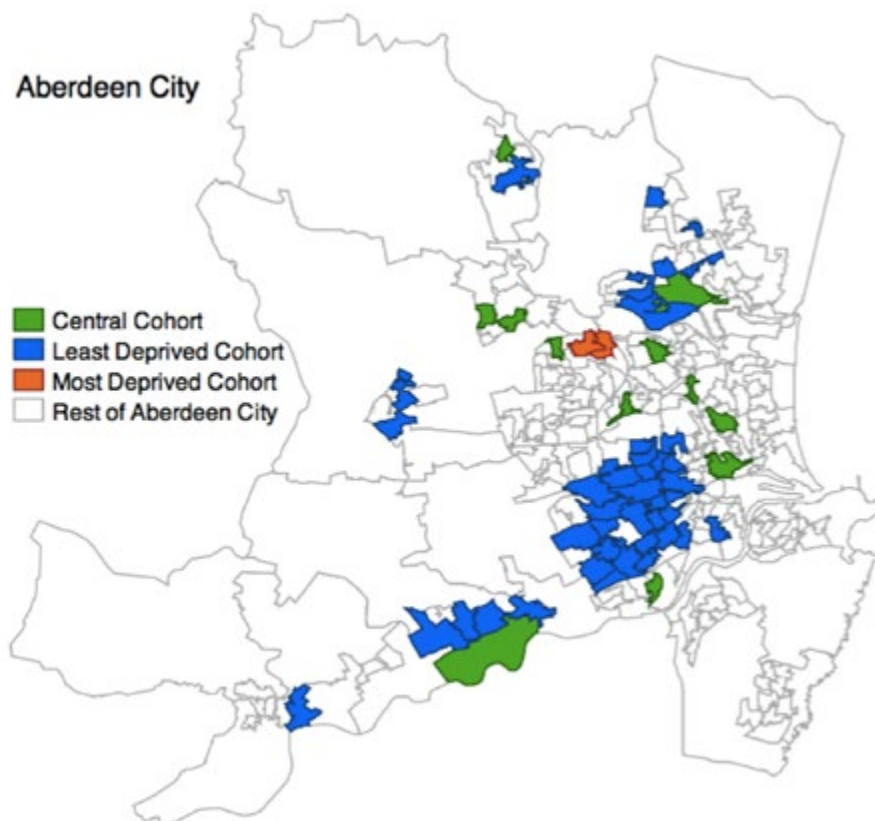 Aberdeen City
Central Cohort
Least Deprived Cohort
Most Deprived Cohort
Rest of Aberdeen City